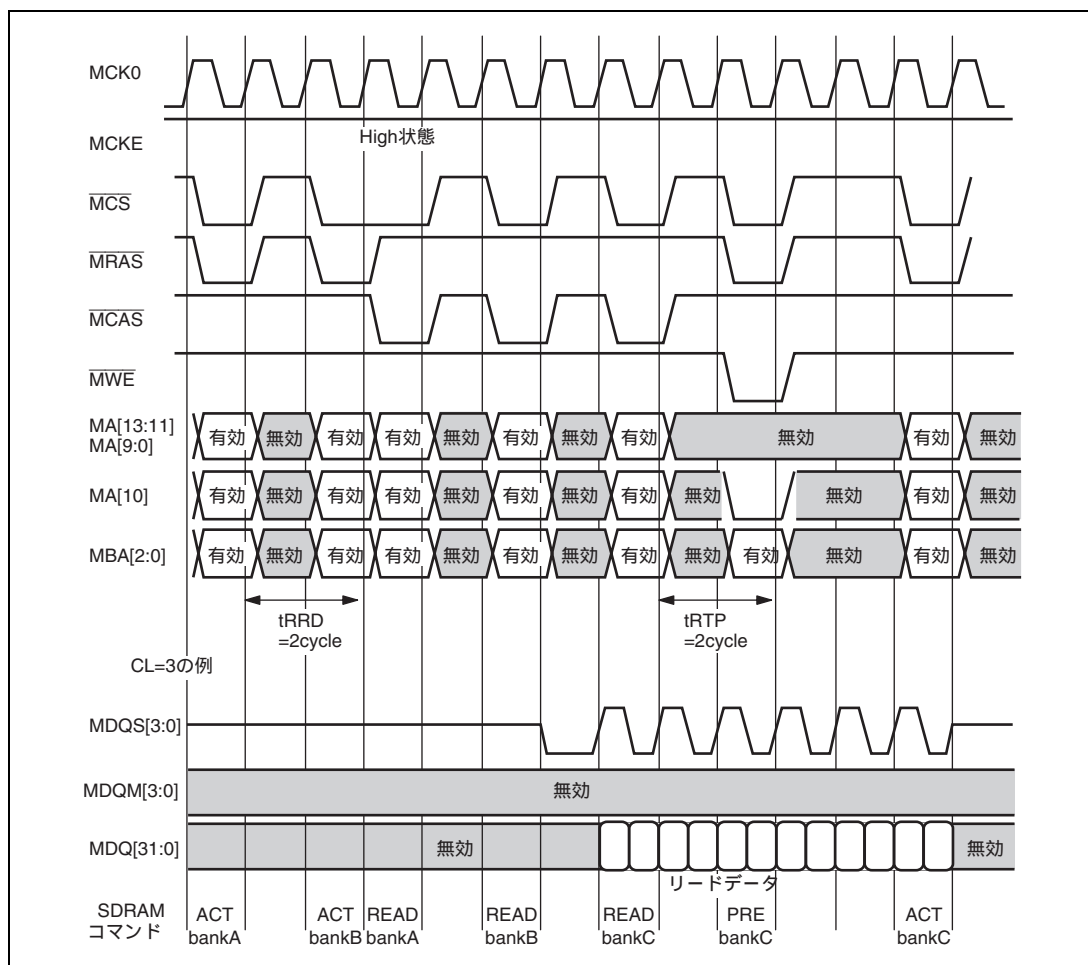 MCK0
MCKE
High状態
MCS
MRAS
MCAS
MWE
MA[13:11]
MA[9:0]
有効 無効 有効 有効 無効 有効 無効 有効 無効 有効 無効
MA[10]
有効 無効 有効 有効 無効 有効 無効 有効 無効 無効 有効 無効
MBA[2:0]
有効 無効 有効 有効 無効 有効 無効 有効 無効 有効 無効 有効 無効
tRRD
=2cycle
tRTP
=2cycle
CL=3の例
MDQS[3:0]
MDQM[3:0]
無効
MDQ[31:0]
無効 無効
リードデータ
SDRAM
コマンド
ACT
bankA
ACT
bankB
READ
bankA
READ
bankB
READ
bankC
PRE
bankC
ACT
bankC